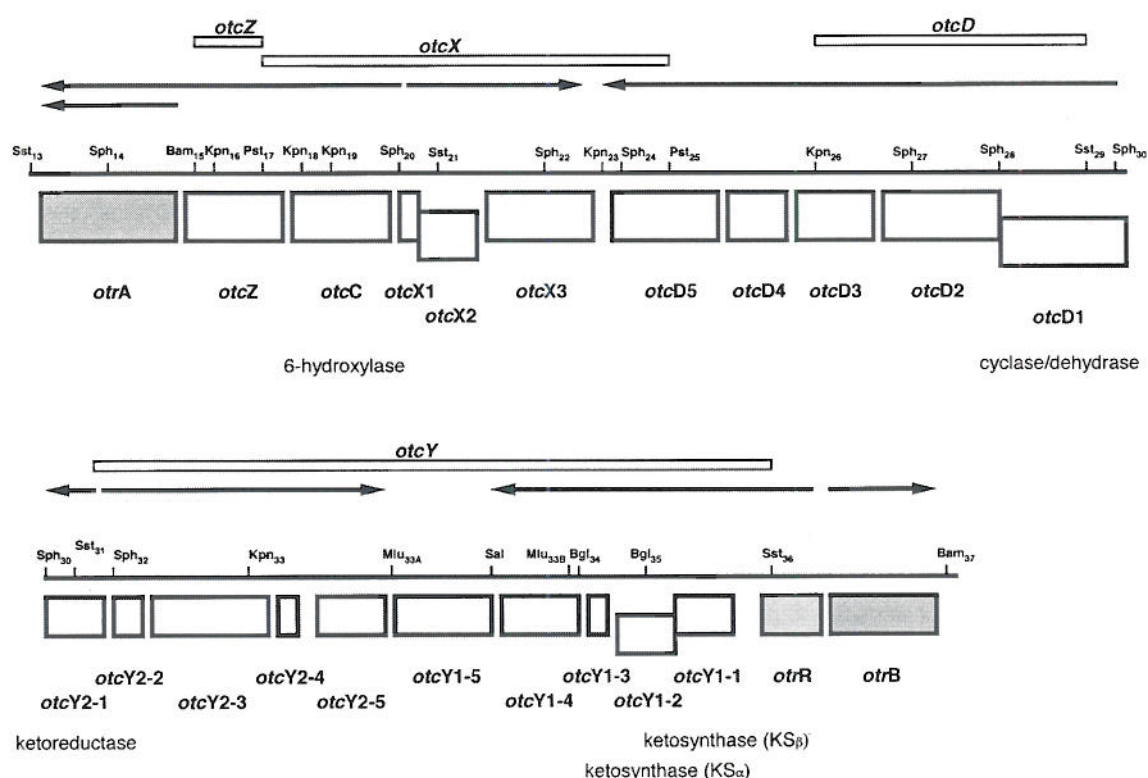 otcZ
otcX
otcD
Sst13 Sph14 Bam15 Kpn16 Pst17 Kpn18 Kpn19 Sph20 Sst21 Sph22 Kpn23 Sph24 Pst25 Kpn26 Sph27 Sph28 Sst29 Sph30
otrA otcZ otcC otcX1 otcX2 otcX3 otcD5 otcD4 otcD3 otcD2 otcD1
6-hydroxylase cyclase/dehydrase
otcY
Sph30 Sst31 Sph32 Kpn33 Mlu33A Sal Mlu33B Bgl34 Bgl35 Sst36 Bam37
otcY2-2 otcY2-4 otcY1-5 otcY1-3 otcY1-1 otrR otrB
otcY2-1 otcY2-3 otcY2-5 otcY1-4 otcY1-2
ketoreductase ketosynthase (KSβ)
ketosynthase (KSα)